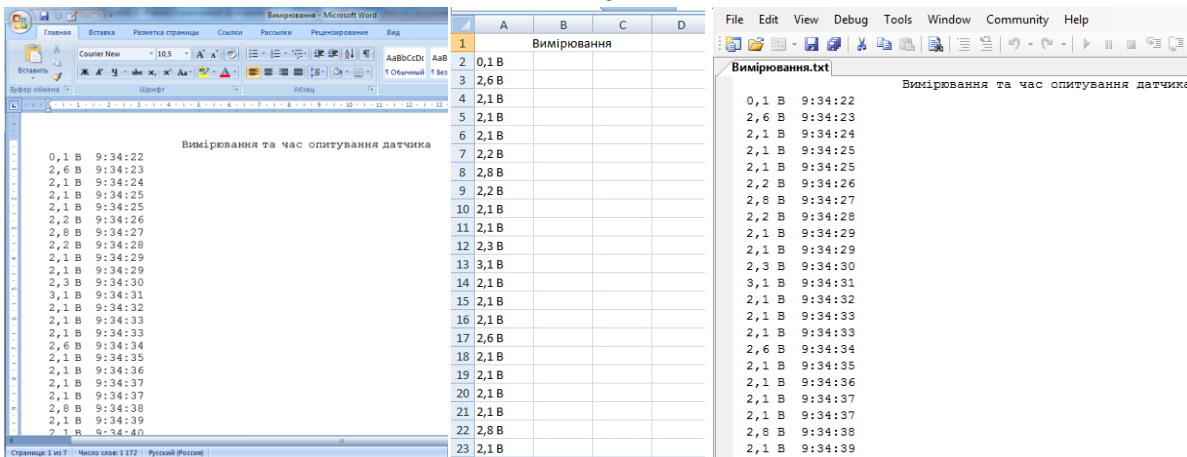 Вимірювання - Microsoft Word
Главная Вставка Разметка страницы Ссылки Рассылки Рецензирование Вид
Вставить
Courier New 10,5
Ж К Ч abe x, x² Aa
AaBbCcDc AaB
¶ Обычный ¶ Без
Буфер обмена Шрифт Абзац
Вимірювання та час опитування датчика
0,1 В 9:34:22
2,6 В 9:34:23
2,1 В 9:34:24
2,1 В 9:34:25
2,1 В 9:34:25
2,2 В 9:34:26
2,8 В 9:34:27
2,2 В 9:34:28
2,1 В 9:34:29
2,1 В 9:34:29
2,3 В 9:34:30
3,1 В 9:34:31
2,1 В 9:34:32
2,1 В 9:34:33
2,1 В 9:34:33
2,6 В 9:34:34
2,1 В 9:34:35
2,1 В 9:34:36
2,1 В 9:34:37
2,1 В 9:34:37
2,8 В 9:34:38
2,1 В 9:34:39
2,1 В 9:34:40
Страница: 1 из 7 Число слов: 1 172 Русский (Россия)
A B C D
1 Вимірювання
2 0,1 В
3 2,6 В
4 2,1 В
5 2,1 В
6 2,1 В
7 2,2 В
8 2,8 В
9 2,2 В
10 2,1 В
11 2,1 В
12 2,3 В
13 3,1 В
14 2,1 В
15 2,1 В
16 2,1 В
17 2,6 В
18 2,1 В
19 2,1 В
20 2,1 В
21 2,1 В
22 2,8 В
23 2,1 В
File Edit View Debug Tools Window Community Help
Вимірювання.txt
Вимірювання та час опитування датчика
0,1 В 9:34:22
2,6 В 9:34:23
2,1 В 9:34:24
2,1 В 9:34:25
2,1 В 9:34:25
2,2 В 9:34:26
2,8 В 9:34:27
2,2 В 9:34:28
2,1 В 9:34:29
2,1 В 9:34:29
2,3 В 9:34:30
3,1 В 9:34:31
2,1 В 9:34:32
2,1 В 9:34:33
2,1 В 9:34:33
2,6 В 9:34:34
2,1 В 9:34:35
2,1 В 9:34:36
2,1 В 9:34:37
2,1 В 9:34:37
2,8 В 9:34:38
2,1 В 9:34:39